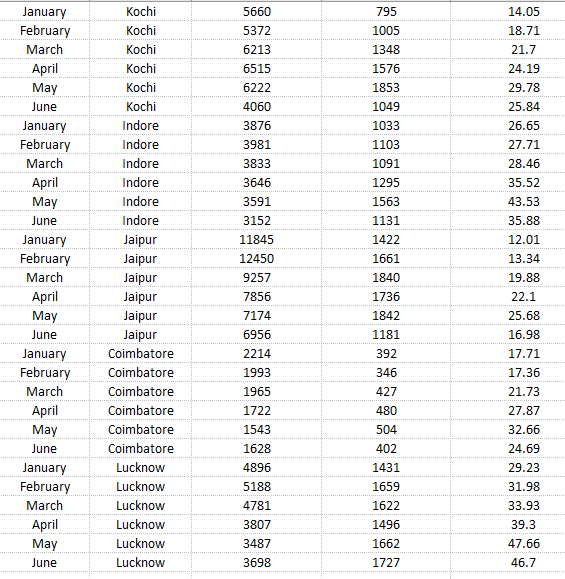 January Kochi 5660 795 14.05
February Kochi 5372 1005 18.71
March Kochi 6213 1348 21.7
April Kochi 6515 1576 24.19
May Kochi 6222 1853 29.78
June Kochi 4060 1049 25.84
January Indore 3876 1033 26.65
February Indore 3981 1103 27.71
March Indore 3833 1091 28.46
April Indore 3646 1295 35.52
May Indore 3591 1563 43.53
June Indore 3152 1131 35.88
January Jaipur 11845 1422 12.01
February Jaipur 12450 1661 13.34
March Jaipur 9257 1840 19.88
April Jaipur 7856 1736 22.1
May Jaipur 7174 1842 25.68
June Jaipur 6956 1181 16.98
January Coimbatore 2214 392 17.71
February Coimbatore 1993 346 17.36
March Coimbatore 1965 427 21.73
April Coimbatore 1722 480 27.87
May Coimbatore 1543 504 32.66
June Coimbatore 1628 402 24.69
January Lucknow 4896 1431 29.23
February Lucknow 5188 1659 31.98
March Lucknow 4781 1622 33.93
April Lucknow 3807 1496 39.3
May Lucknow 3487 1662 47.66
June Lucknow 3698 1727 46.7